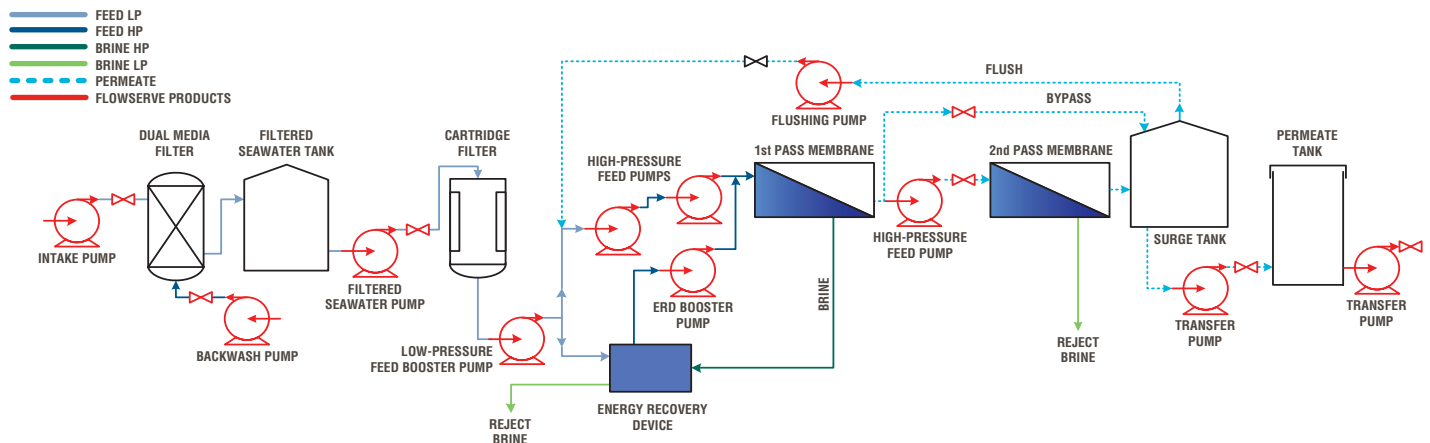 FEED LP
FEED HP
BRINE HP
BRINE LP
PERMEATE
FLOWSERVE PRODUCTS
DUAL MEDIA
FILTER
FILTERED
SEAWATER TANK
CARTRIDGE
FILTER
HIGH-PRESSURE
FEED PUMPS
FLUSHING PUMP
FLUSH
BYPASS
1st PASS MEMBRANE
2nd PASS MEMBRANE
PERMEATE
TANK
INTAKE PUMP
BACKWASH PUMP
FILTERED
SEAWATER PUMP
LOW-PRESSURE
FEED BOOSTER PUMP
ERD BOOSTER
PUMP
BRINE
HIGH-PRESSURE
FEED PUMP
SURGE TANK
TRANSFER
PUMP
TRANSFER
PUMP
REJECT
BRINE
ENERGY RECOVERY
DEVICE
REJECT
BRINE